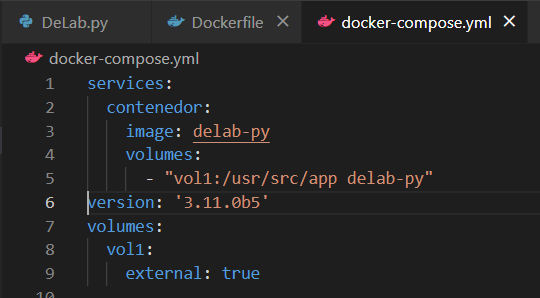 DeLab.py Dockerfile docker-compose.yml
docker-compose.yml
1 services:
2 contenedor:
3 image: delab-py
4 volumes:
5 - "vol1:/usr/src/app delab-py"
6 version: '3.11.0b5'
7 volumes:
8 vol1:
9 external: true
10